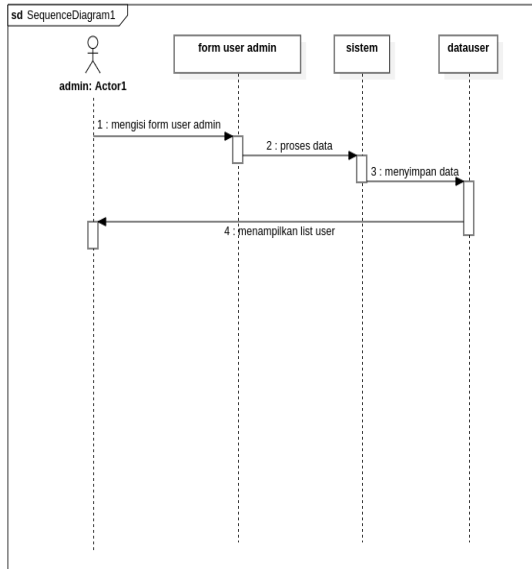 sd SequenceDiagram1
admin: Actor1
form user admin
sistem
datauser
1 : mengisi form user admin
2 : proses data
3 : menyimpan data
4 : menampilkan list user